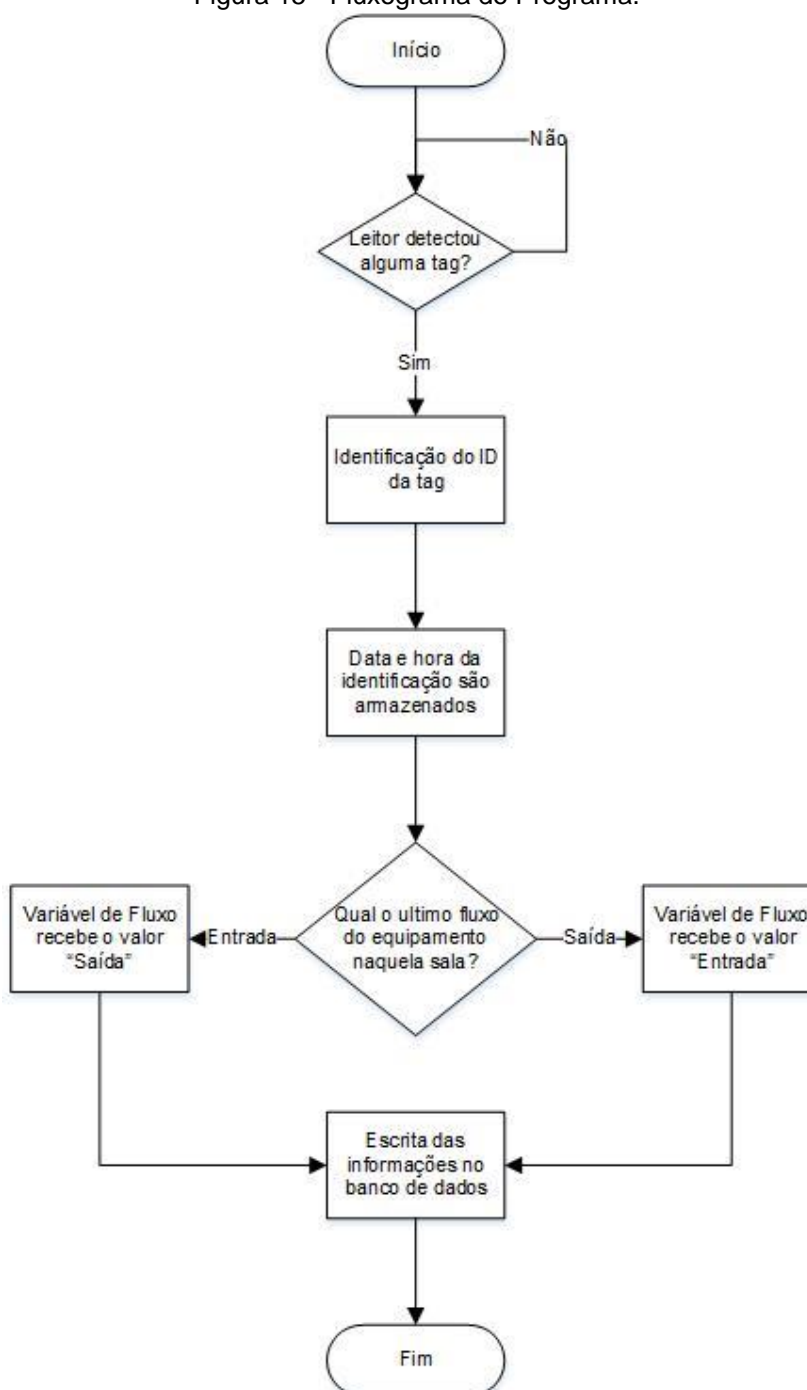 Figura 18 - Fluxograma do Programa.
Início
Não
Leitor detectou
alguma tag?
Sim
Identificação do ID
da tag
Data e hora da
identificação são
armazenados
Variável de Fluxo
recebe o valor
“Saída”
Entrada
Qual o ultimo fluxo
do equipamento
naquela sala?
Saída
Variável de Fluxo
recebe o valor
“Entrada”
Escrita das
informações no
banco de dados
Fim